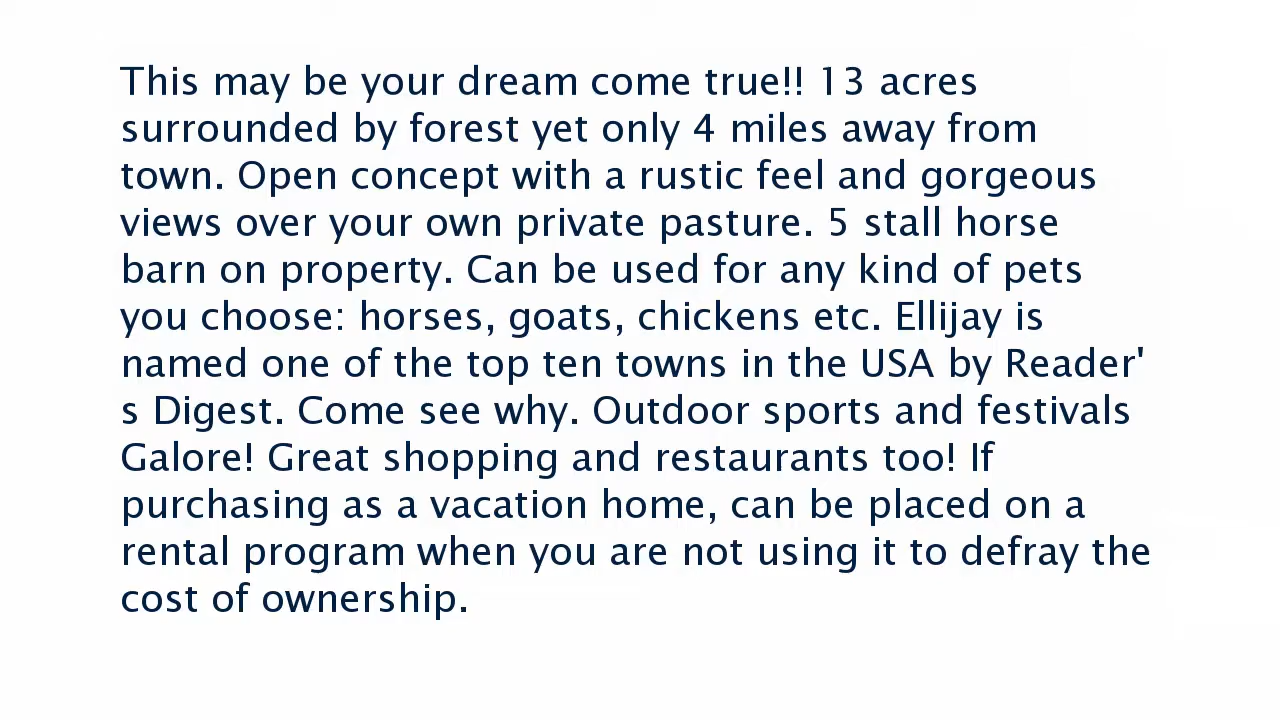 This may be your dream come true!! 13 acres
surrounded by forest yet only 4 miles away from
town. Open concept with a rustic feel and gorgeous
views over your own private pasture. 5 stall horse
barn on property. Can be used for any kind of pets
you choose: horses, goats, chickens etc. Ellijay is
named one of the top ten towns in the USA by Reader'
s Digest. Come see why. Outdoor sports and festivals
Galore! Great shopping and restaurants too! If
purchasing as a vacation home, can be placed on a
rental program when you are not using it to defray the
cost of ownership.